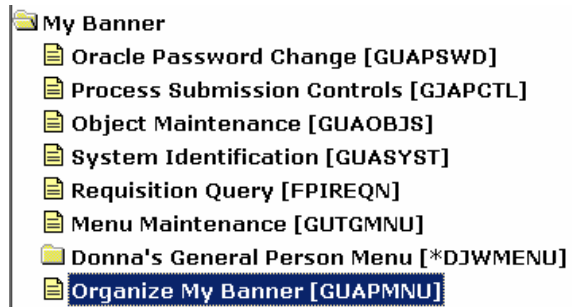 My Banner
Oracle Password Change [GUAPSWD]
Process Submission Controls [GJAPCTL]
Object Maintenance [GUAOBJS]
System Identification [GUASYST]
Requisition Query [FPIREQN]
Menu Maintenance [GUTGMNU]
Donna's General Person Menu [*DJWMENU]
Organize My Banner [GUAPMNU]